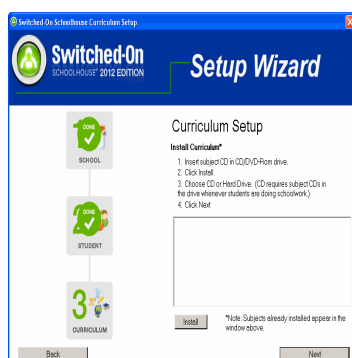 Switched-On Schoolhouse Curriculum Setup
Switched-On
SCHOOLHOUSE® 2012 EDITION
Setup Wizard
DONE
1
SCHOOL
DONE
2
STUDENT
3
CURRICULUM
Curriculum Setup
Install Curriculum*
1. Insert subject CD in CD/DVD-Rom drive.
2. Click Install.
3. Choose CD or Hard Drive. (CD requires subject CDs in
the drive whenever students are doing schoolwork.)
4. Click Next
Install
*Note: Subjects already installed appear in the
window above.
Back
Next